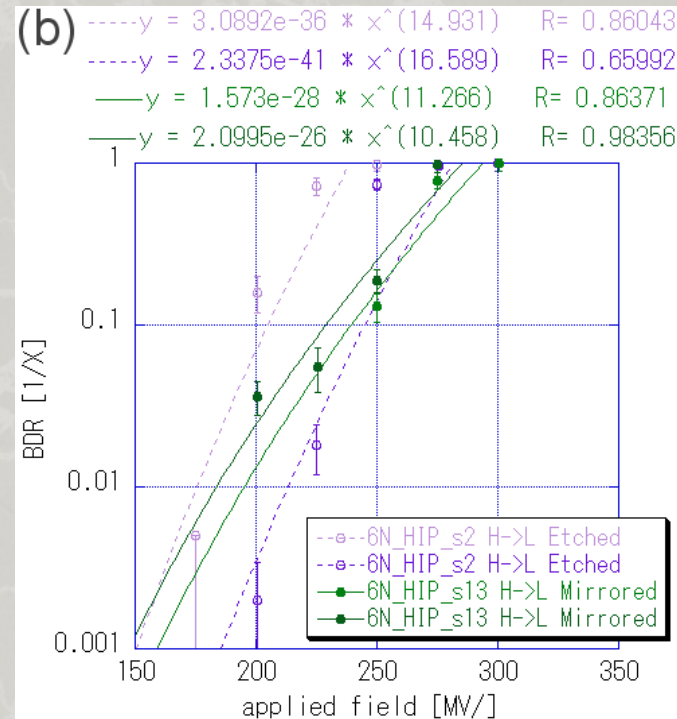 (b)
y = 3.0892e-36 * x^(14.931) R= 0.86043
y = 2.3375e-41 * x^(16.589) R= 0.65992
y = 1.573e-28 * x^(11.266) R= 0.86371
y = 2.0995e-26 * x^(10.458) R= 0.98356
1
0.1
0.01
0.001
BDR [1/X]
6N_HIP_s2 H->L Etched
6N_HIP_s2 H->L Etched
6N_HIP_s13 H->L Mirrored
6N_HIP_s13 H->L Mirrored
150 200 250 300 350
applied field [MV/]